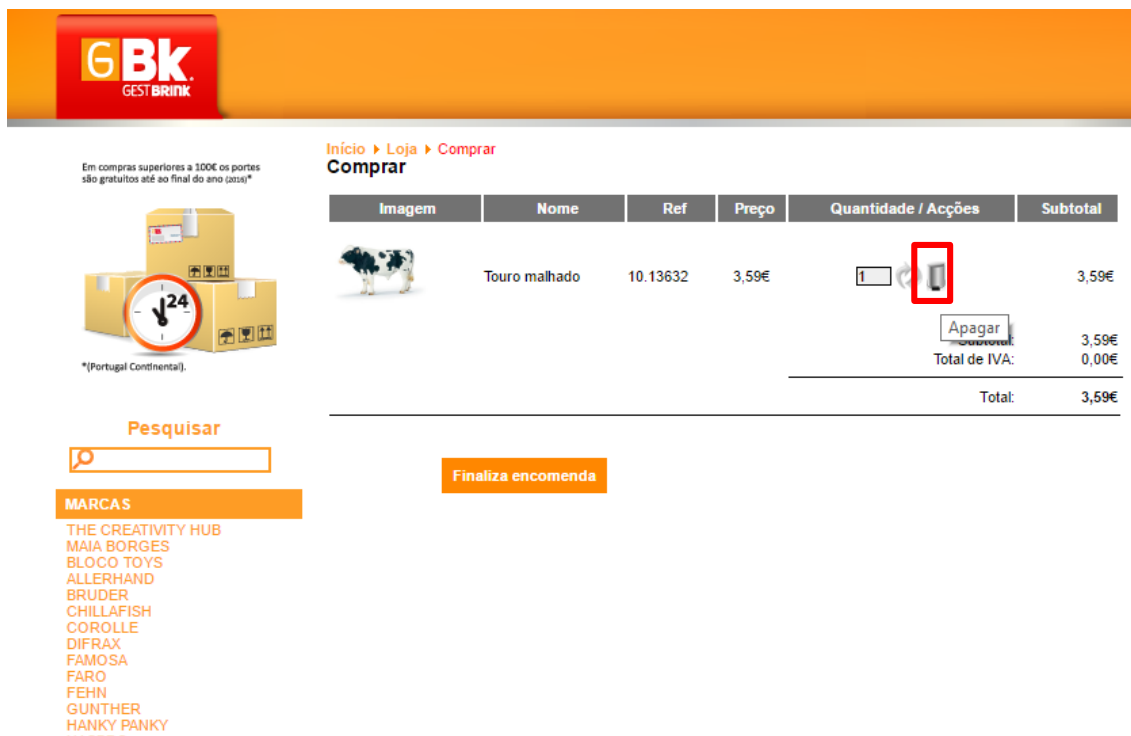 GBk.
GESTBRINK
Em compras superiores a 100€ os portes
são gratuitos até ao final do ano (2016)*
24
*(Portugal Continental).
Pesquisar
MARCAS
THE CREATIVITY HUB
MAIA BORGES
BLOCO TOYS
ALLERHAND
BRUDER
CHILLAFISH
COROLLE
DIFRAX
FAMOSA
FARO
FEHN
GUNTHER
HANKY PANKY
Início Loja Comprar
Comprar
Imagem Nome Ref Preço Quantidade / Acções Subtotal
Touro malhado 10.13632 3,59€ 1 3,59€
Apagar
Subtotal: 3,59€
Total de IVA: 0,00€
Total: 3,59€
Finaliza encomenda